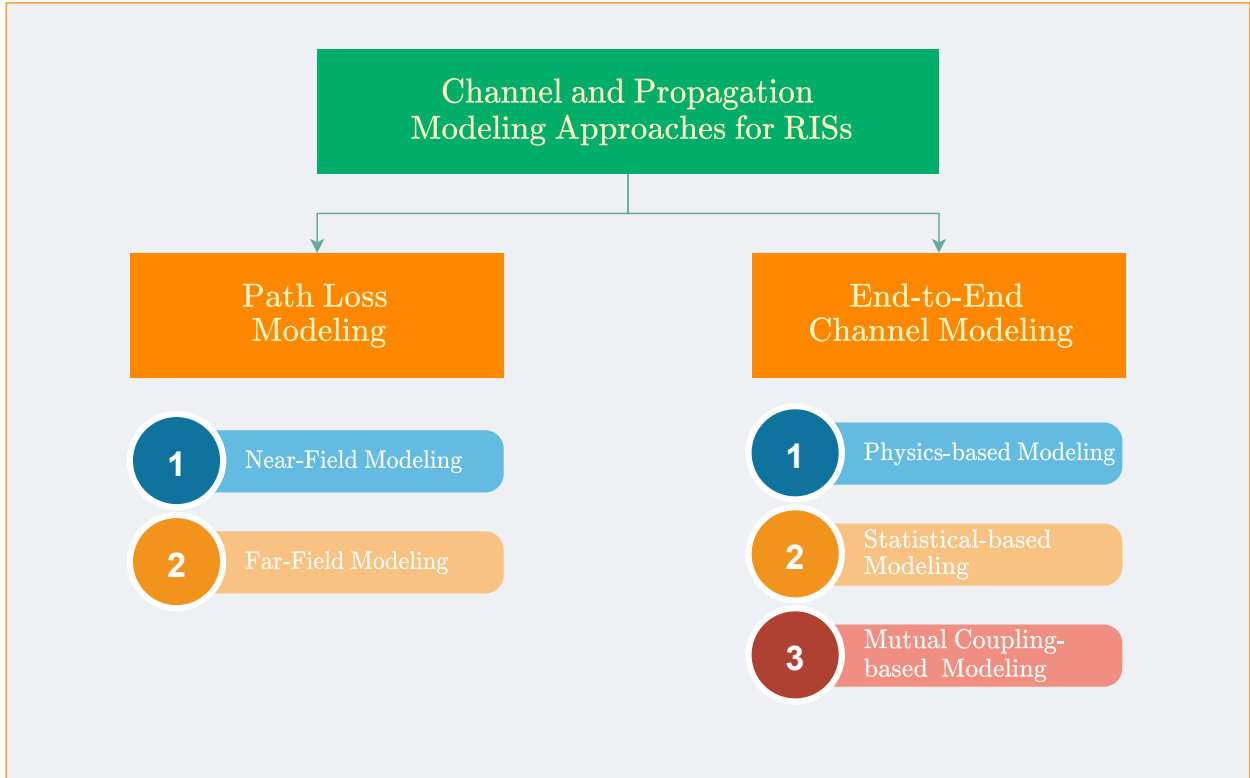 Channel and Propagation
Modeling Approaches for RISs
Path Loss
Modeling
1
Near-Field Modeling
2
Far-Field Modeling
End-to-End
Channel Modeling
1
Physics-based Modeling
2
Statistical-based
Modeling
3
Mutual Coupling-
based Modeling